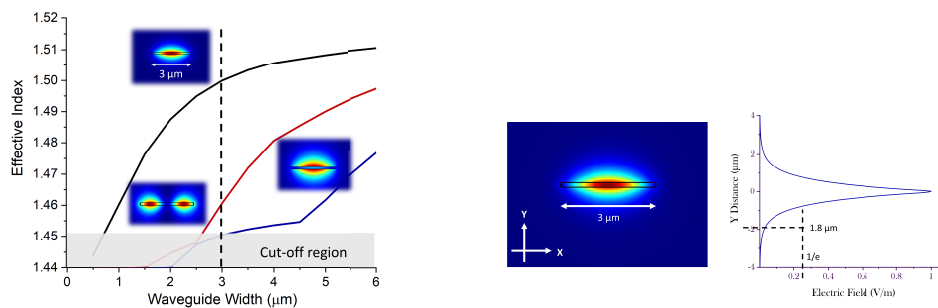 1.52
1.51
1.50
1.49
1.48
1.47
1.46
1.45
1.44
Effective Index
0
1
2
3
4
5
6
Waveguide Width (μm)
3 μm
Cut-off region
3 μm
Y
X
4
2
0
-2
-4
Y Distance (μm)
1.8 μm
1/e
0.2
0.4
0.6
0.8
1
Electric Field (V/m)